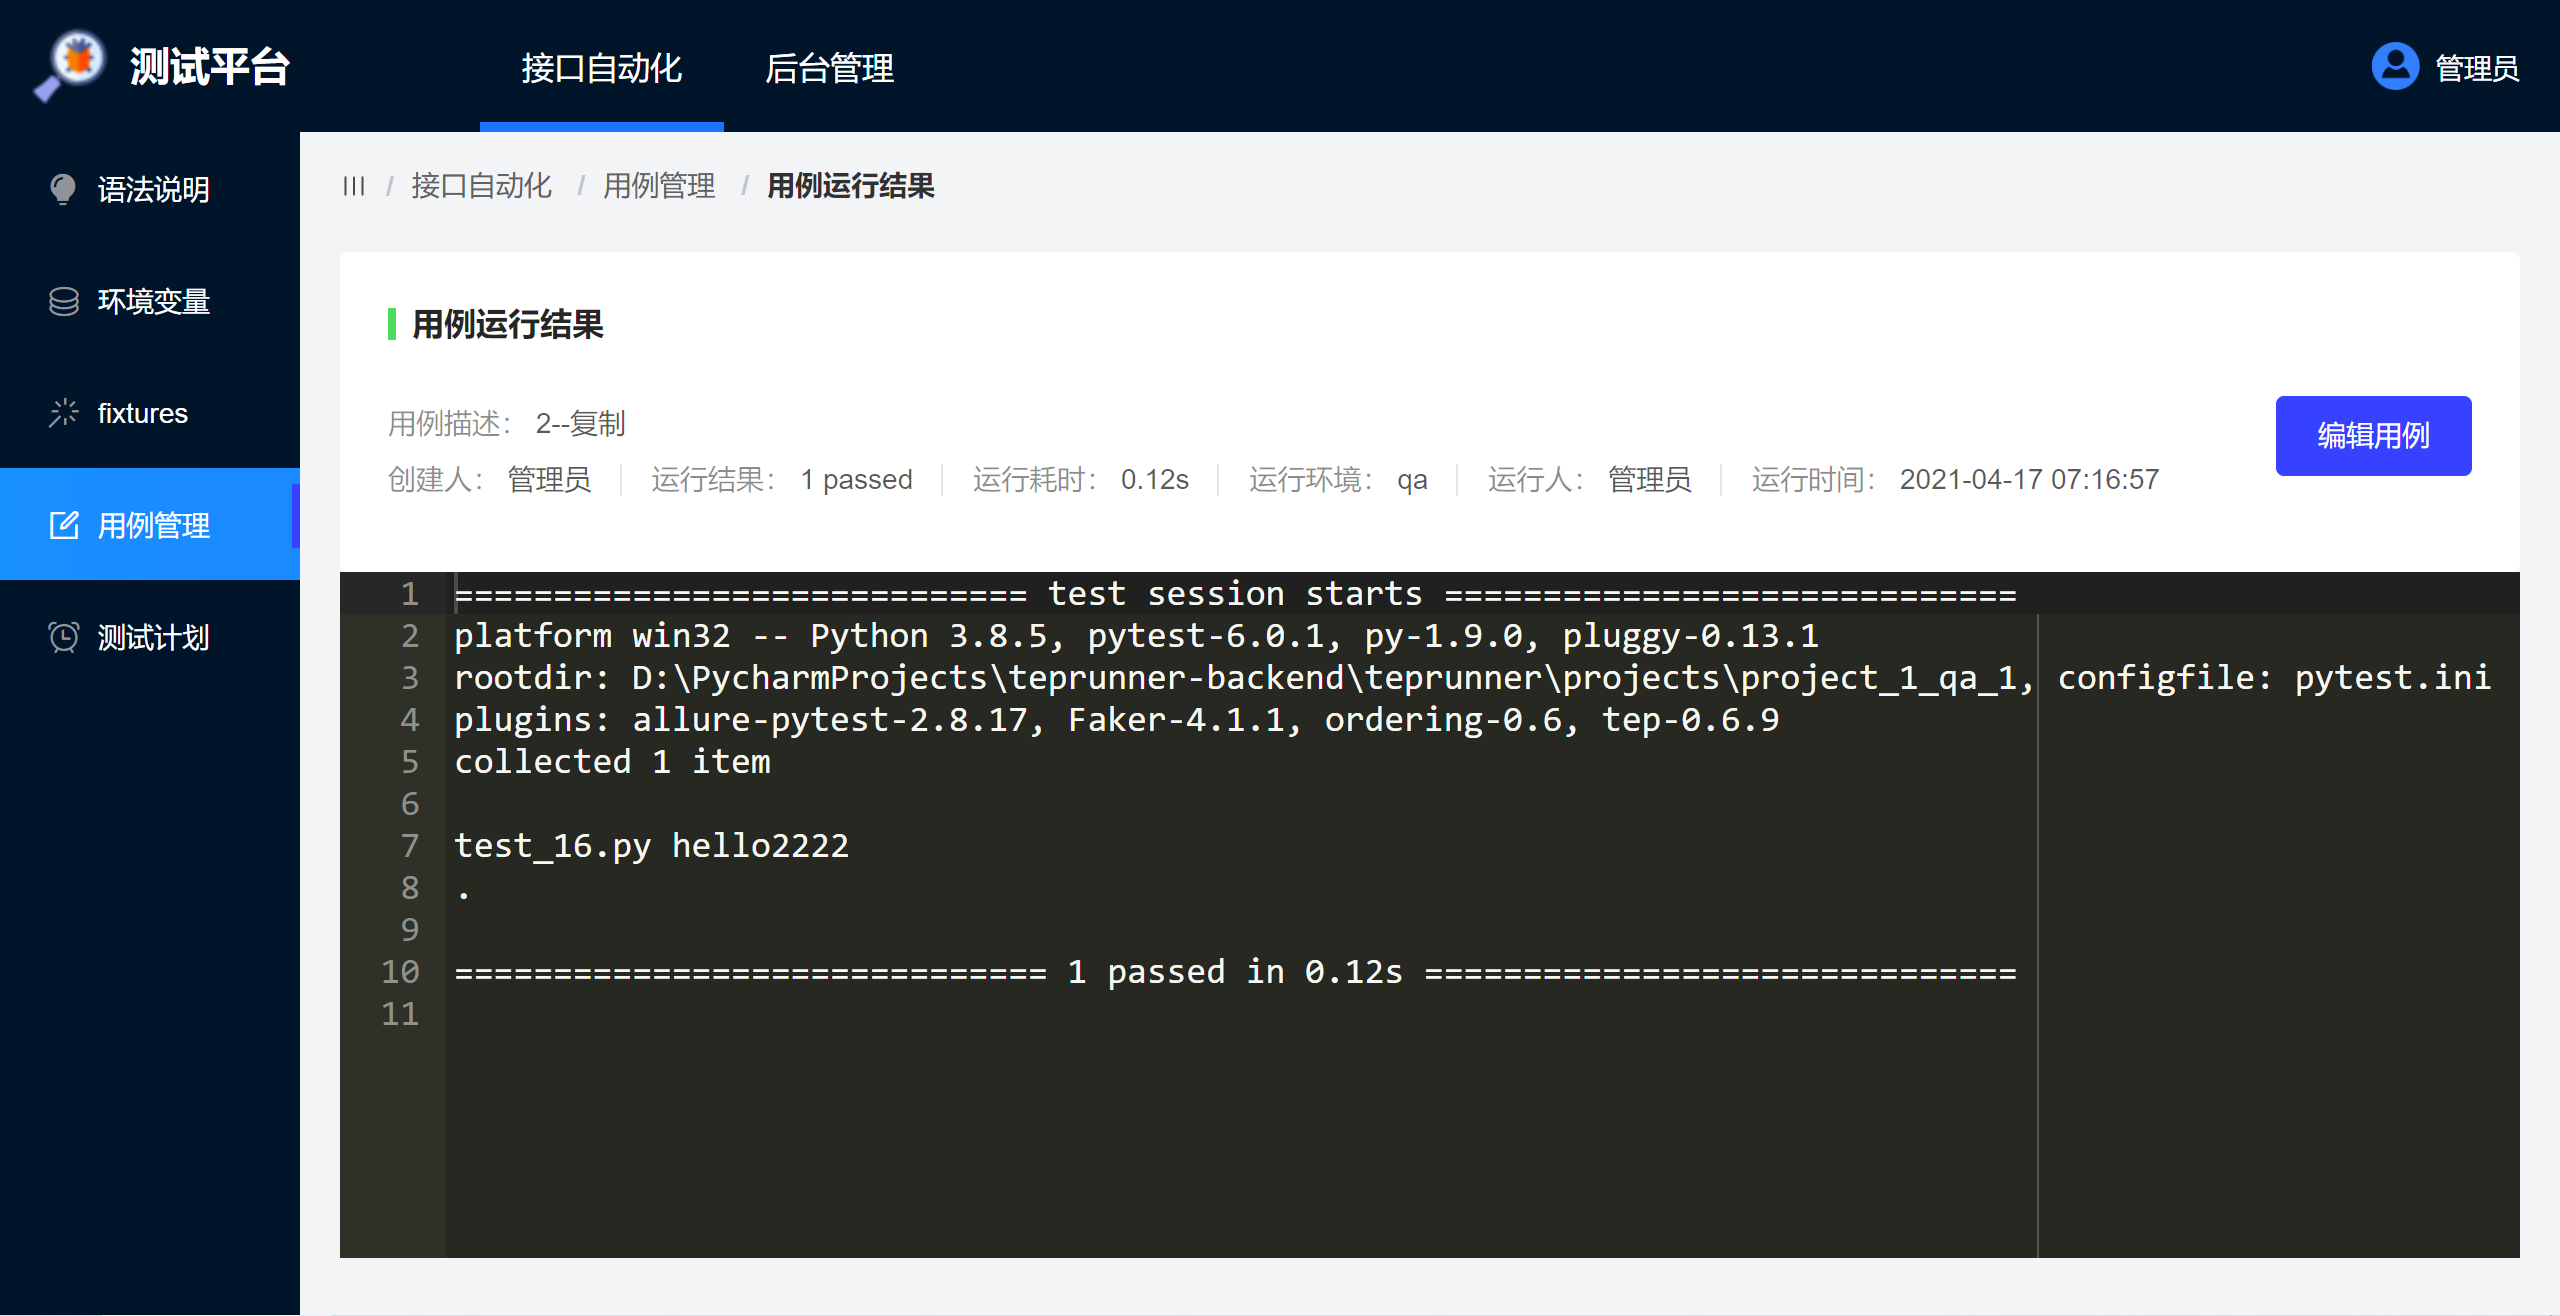 测试平台
接口自动化 后台管理
管理员
语法说明
环境变量
fixtures
用例管理
测试计划
/ 接口自动化 / 用例管理 / 用例运行结果
用例运行结果
用例描述： 2--复制
编辑用例
创建人： 管理员 运行结果： 1 passed 运行耗时： 0.12s 运行环境： qa 运行人： 管理员 运行时间： 2021-04-17 07:16:57
1 ============================= test session starts =============================
2 platform win32 -- Python 3.8.5, pytest-6.0.1, py-1.9.0, pluggy-0.13.1
3 rootdir: D:\PycharmProjects\teprunner-backend\teprunner\projects\project_1_qa_1, configfile: pytest.ini
4 plugins: allure-pytest-2.8.17, Faker-4.1.1, ordering-0.6, tep-0.6.9
5 collected 1 item
6
7 test_16.py hello2222
8 .
9
10 ============================== 1 passed in 0.12s ==============================
11